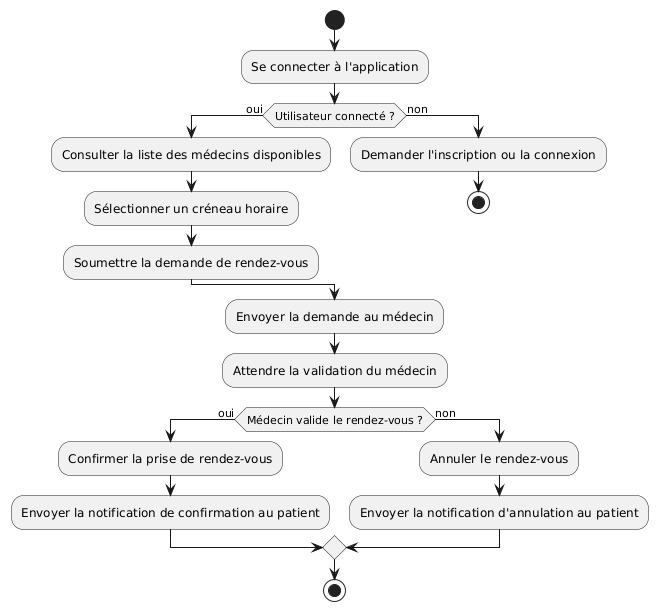 Se connecter à l'application
oui
Utilisateur connecté ?
non
Consulter la liste des médecins disponibles
Demander l'inscription ou la connexion
Sélectionner un créneau horaire
Soumettre la demande de rendez-vous
Envoyer la demande au médecin
Attendre la validation du médecin
oui
Médecin valide le rendez-vous ?
non
Confirmer la prise de rendez-vous
Annuler le rendez-vous
Envoyer la notification de confirmation au patient
Envoyer la notification d'annulation au patient